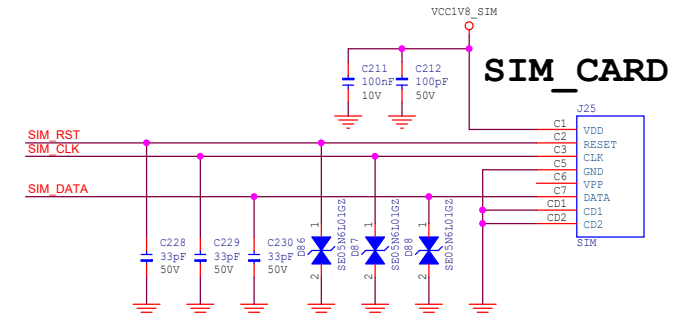 VCC1V8_SIM
SIM_CARD
C211
100nF
10V
C212
100pF
50V
J25
C1 VDD
C2 RESET
C3 CLK
C5 GND
C6 VPP
C7 DATA
CD1 CD1
CD2 CD2
SIM
SIM_RST
SIM_CLK
SIM_DATA
C228
33pF
50V
C229
33pF
50V
C230
33pF
50V
D86
1
2
SE05N6L01GZ
D87
1
2
SE05N6L01GZ
D88
1
2
SE05N6L01GZ